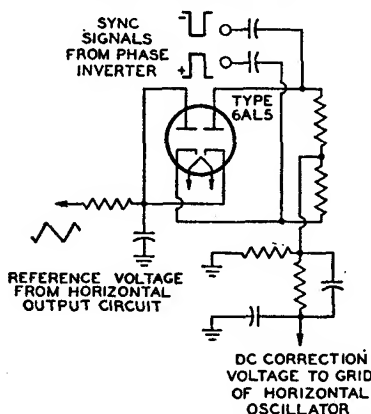 SYNC
SIGNALS
FROM PHASE
INVERTER
−
+
TYPE
6AL5
REFERENCE VOLTAGE
FROM HORIZONTAL
OUTPUT CIRCUIT
DC CORRECTION
VOLTAGE TO GRID
OF HORIZONTAL
OSCILLATOR